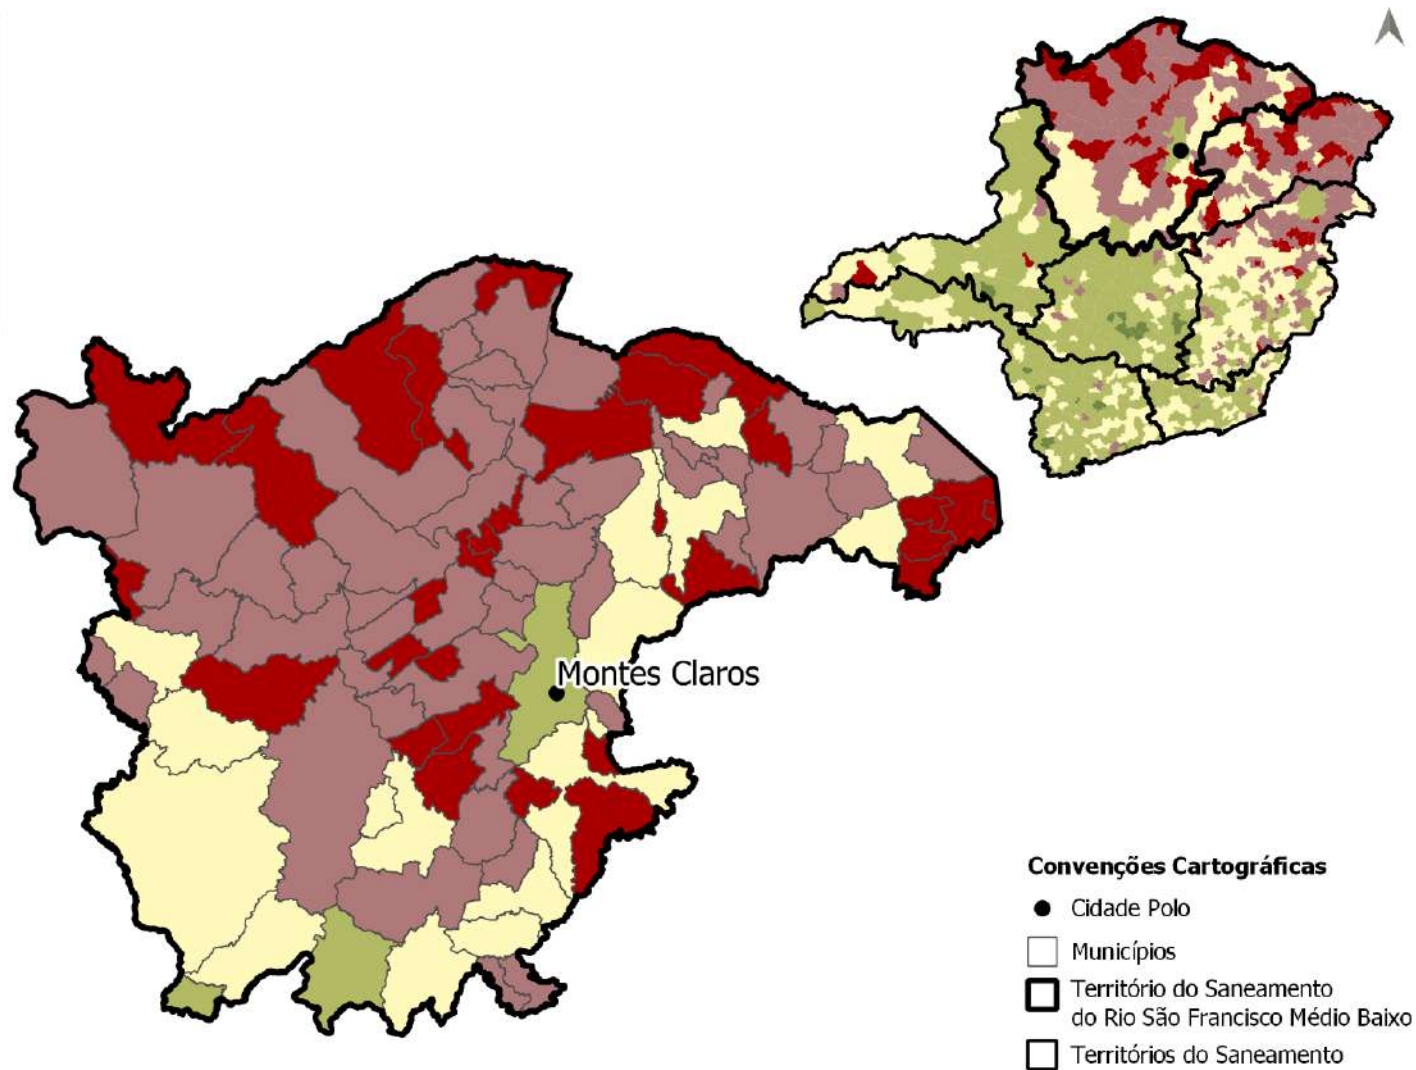 Montes Claros
Convenções Cartográficas
Cidade Polo
Municípios
Território do Saneamento
do Rio São Francisco Médio Baixo
Territórios do Saneamento